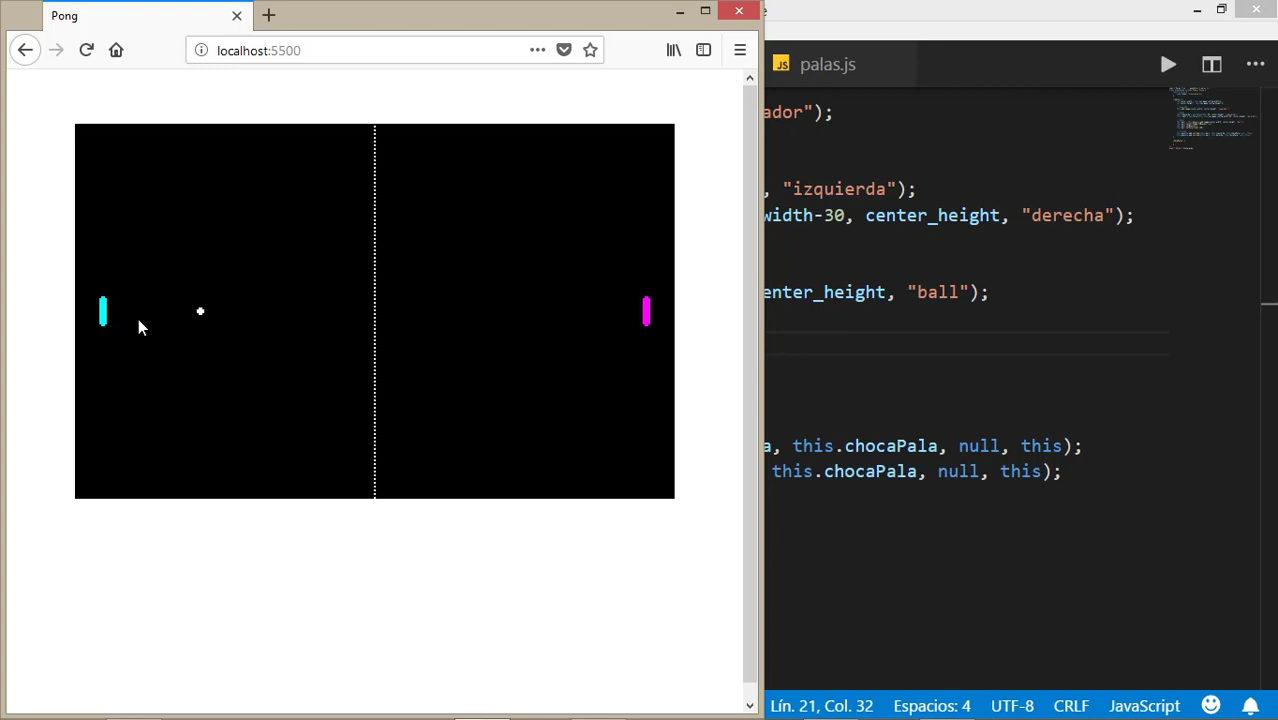 Pong
localhost:5500
JS palas.js
ador");
, "izquierda");
width-30, center_height, "derecha");
enter_height, "ball");
a, this.chocaPala, null, this);
this.chocaPala, null, this);
Lín. 21, Col. 32 Espacios: 4 UTF-8 CRLF JavaScript